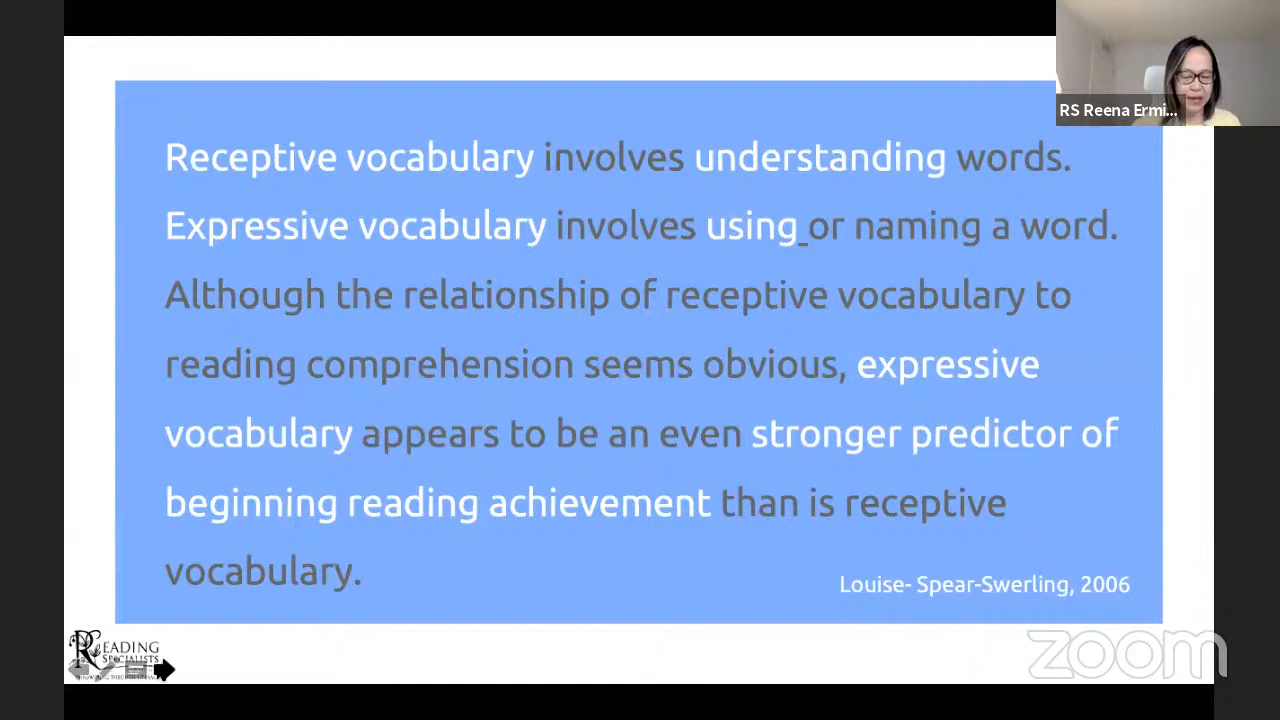 RS Reena Ermi...
Receptive vocabulary involves understanding words.
Expressive vocabulary involves using or naming a word.
Although the relationship of receptive vocabulary to
reading comprehension seems obvious, expressive
vocabulary appears to be an even stronger predictor of
beginning reading achievement than is receptive
vocabulary.
Louise- Spear-Swerling, 2006
READING
SPECIALISTS
zoom